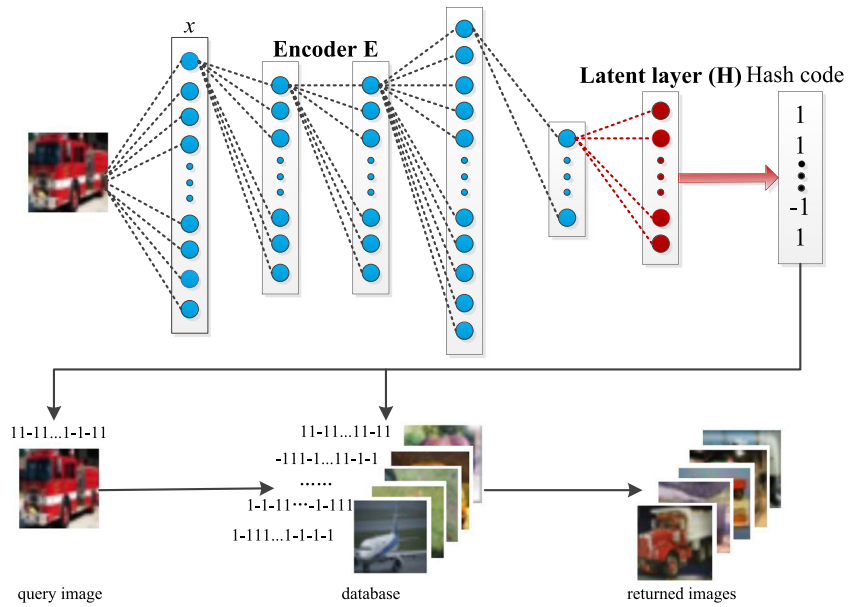 x
Encoder E
Latent layer (H) Hash code
1
1
-1
1
11-11...1-1-11
11-11...11-11
-111-1...11-1-1
......
1-1-11...-1-111
1-111...1-1-1-1
query image
database
returned images